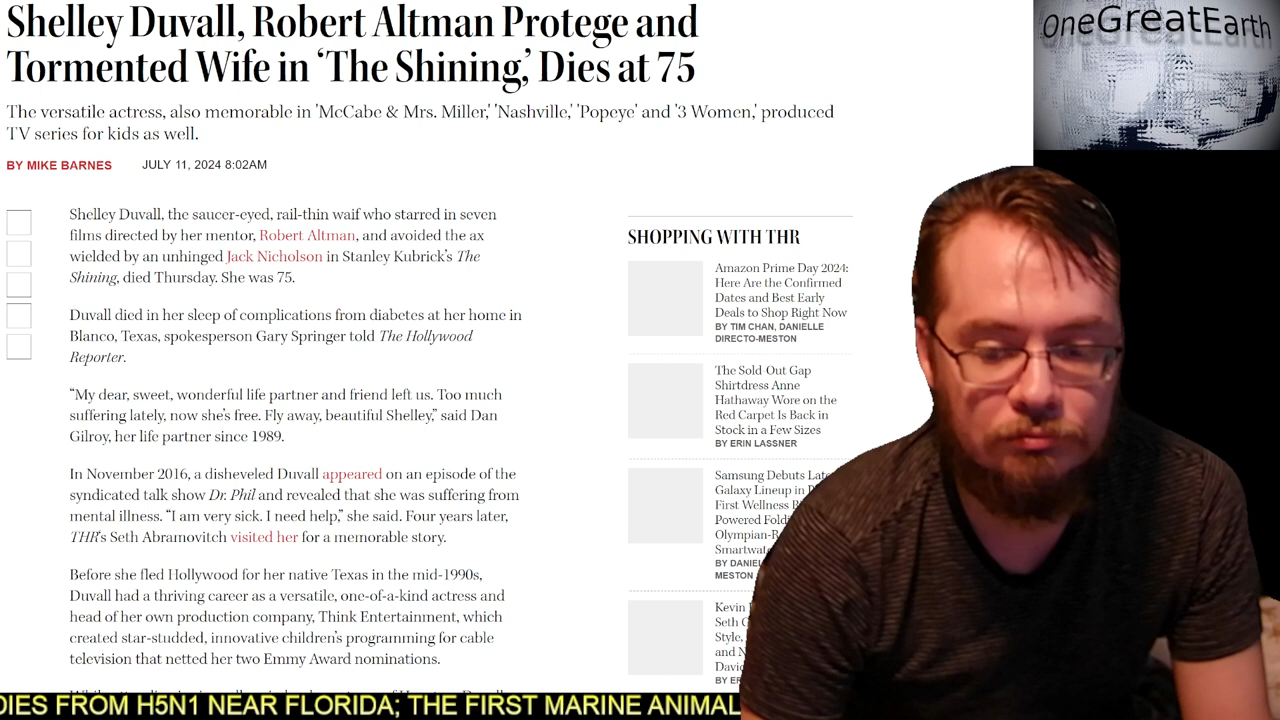 Shelley Duvall, Robert Altman Protege and
Tormented Wife in ‘The Shining,’ Dies at 75
The versatile actress, also memorable in 'McCabe & Mrs. Miller,' 'Nashville,' 'Popeye' and '3 Women,' produced
TV series for kids as well.
BY MIKE BARNES JULY 11, 2024 8:02AM
OneGreatEarth
Shelley Duvall, the saucer-eyed, rail-thin waif who starred in seven
films directed by her mentor, Robert Altman, and avoided the ax
wielded by an unhinged Jack Nicholson in Stanley Kubrick's The
Shining, died Thursday. She was 75.
Duvall died in her sleep of complications from diabetes at her home in
Blanco, Texas, spokesperson Gary Springer told The Hollywood
Reporter.
“My dear, sweet, wonderful life partner and friend left us. Too much
suffering lately, now she’s free. Fly away, beautiful Shelley,” said Dan
Gilroy, her life partner since 1989.
In November 2016, a disheveled Duvall appeared on an episode of the
syndicated talk show Dr. Phil and revealed that she was suffering from
mental illness. “I am very sick. I need help,” she said. Four years later,
THR’s Seth Abramovitch visited her for a memorable story.
Before she fled Hollywood for her native Texas in the mid-1990s,
Duvall had a thriving career as a versatile, one-of-a-kind actress and
head of her own production company, Think Entertainment, which
created star-studded, innovative children’s programming for cable
television that netted her two Emmy Award nominations.
SHOPPING WITH THR
Amazon Prime Day 2024:
Here Are the Confirmed
Dates and Best Early
Deals to Shop Right Now
BY TIM CHAN, DANIELLE
DIRECTO-MESTON
The Sold-Out Gap
Shirtdress Anne
Hathaway Wore on the
Red Carpet Is Back in
Stock in a Few Sizes
BY ERIN LASSNER
Samsung Debuts
Galaxy Lineup in
First Wellness
Powered
MESTON
Kevin
Seth
Style,
and
BY
DIES FROM H5N1 NEAR FLORIDA; THE FIRST MARINE ANIMAL